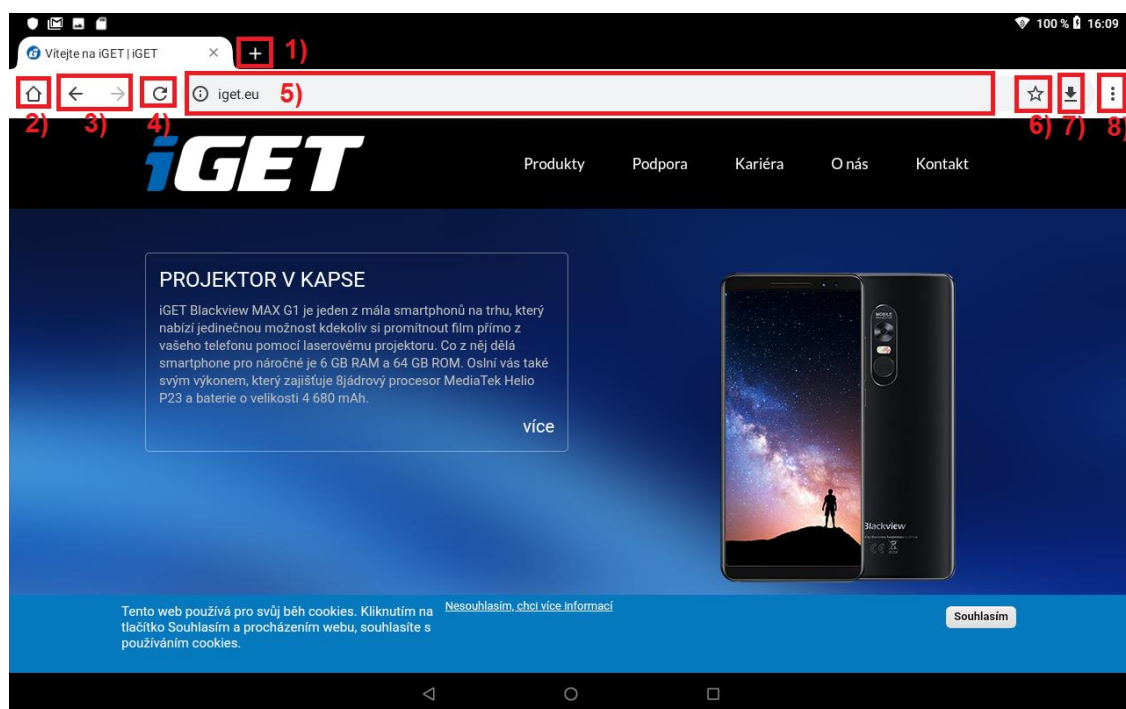 100 % 16:09
Vítejte na iGET | iGET
1)
iget.eu 5)
2) 3) 4) 6) 7) 8)
iGET
Produkty Podpora Kariéra O nás Kontakt
PROJEKTOR V KAPSE
iGET Blackview MAX G1 je jeden z mála smartphonů na trhu, který
nabízí jedinečnou možnost kdekoliv si promítnout film přímo z
vašeho telefonu pomocí laserovému projektoru. Co z něj dělá
smartphone pro náročné je 6 GB RAM a 64 GB ROM. Oslní vás také
svým výkonem, který zajišťuje 8jádrový procesor MediaTek Helio
P23 a baterie o velikosti 4 680 mAh.
více
Blackview
Tento web používá pro svůj běh cookies. Kliknutím na
tlačítko Souhlasím a procházením webu, souhlasíte s
používáním cookies.
Nesouhlasím, chci více informací
Souhlasím